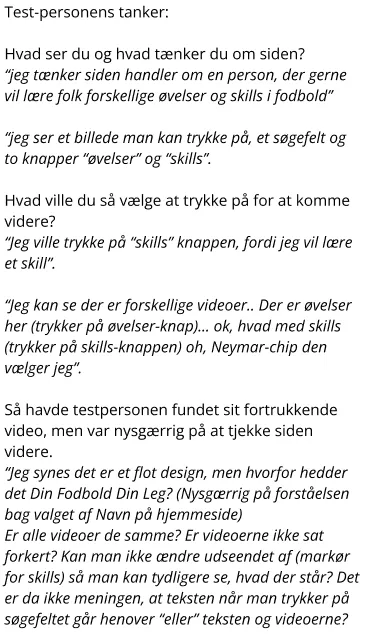 Test-personens tanker:
Hvad ser du og hvad tænker du om siden?
“jeg tænker siden handler om en person, der gerne
vil lære folk forskellige øvelser og skills i fodbold”
“jeg ser et billede man kan trykke på, et søgefelt og
to knapper “øvelser” og “skills”.
Hvad ville du så vælge at trykke på for at komme
videre?
“Jeg ville trykke på “skills” knappen, fordi jeg vil lære
et skill”.
“Jeg kan se der er forskellige videoer.. Der er øvelser
her (trykker på øvelser-knap)... ok, hvad med skills
(trykker på skills-knappen) oh, Neymar-chip den
vælger jeg”.
Så havde testpersonen fundet sit fortrukkende
video, men var nysgærrig på at tjekke siden
videre.
“Jeg synes det er et flot design, men hvorfor hedder
det Din Fodbold Din Leg? (Nysgærrig på forståelsen
bag valget af Navn på hjemmeside)
Er alle videoer de samme? Er videoerne ikke sat
forkert? Kan man ikke ændre udseendet af (markør
for skills) så man kan tydligere se, hvad der står? Det
er da ikke meningen, at teksten når man trykker på
søgefeltet går henover “eller” teksten og videoerne?